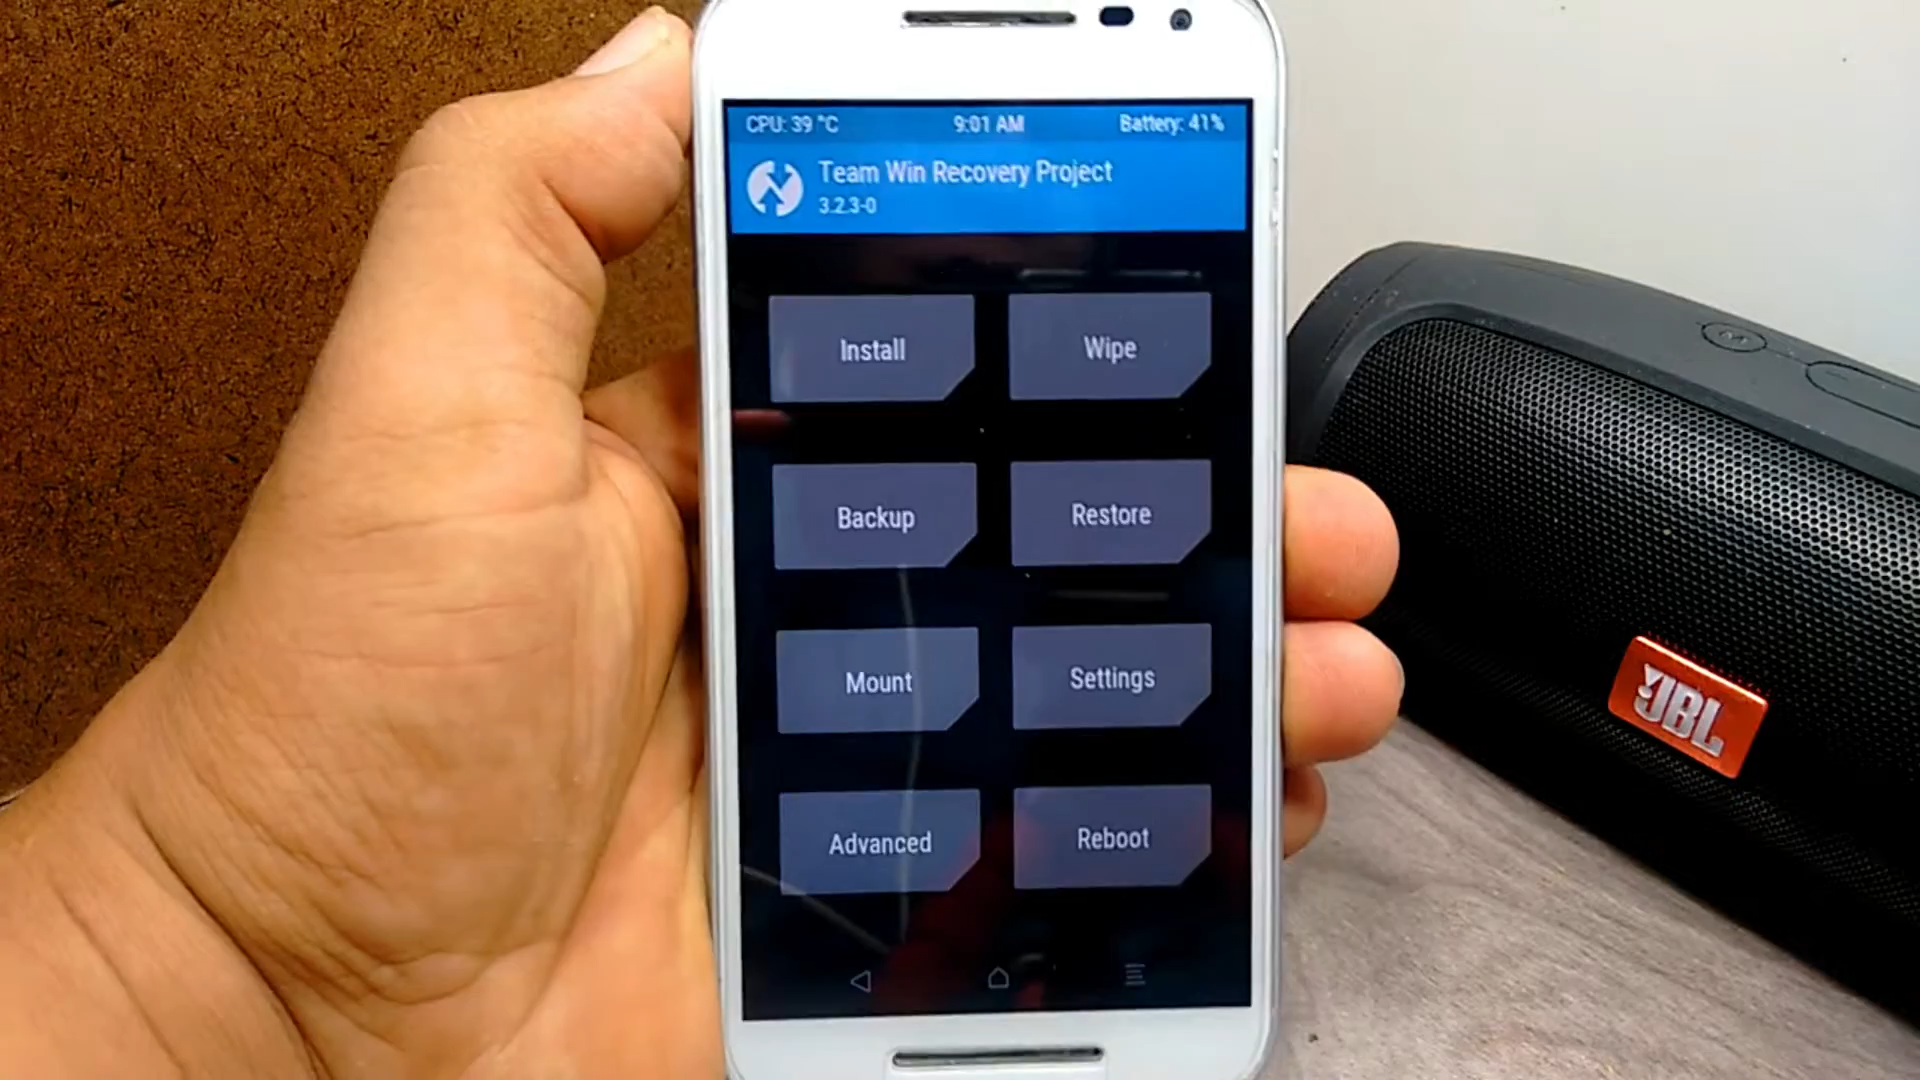 CPU: 39 °C 9:01 AM Battery: 41%
Team Win Recovery Project
3.2.3-0
Install Wipe
Backup Restore
Mount Settings
Advanced Reboot
M
JBL